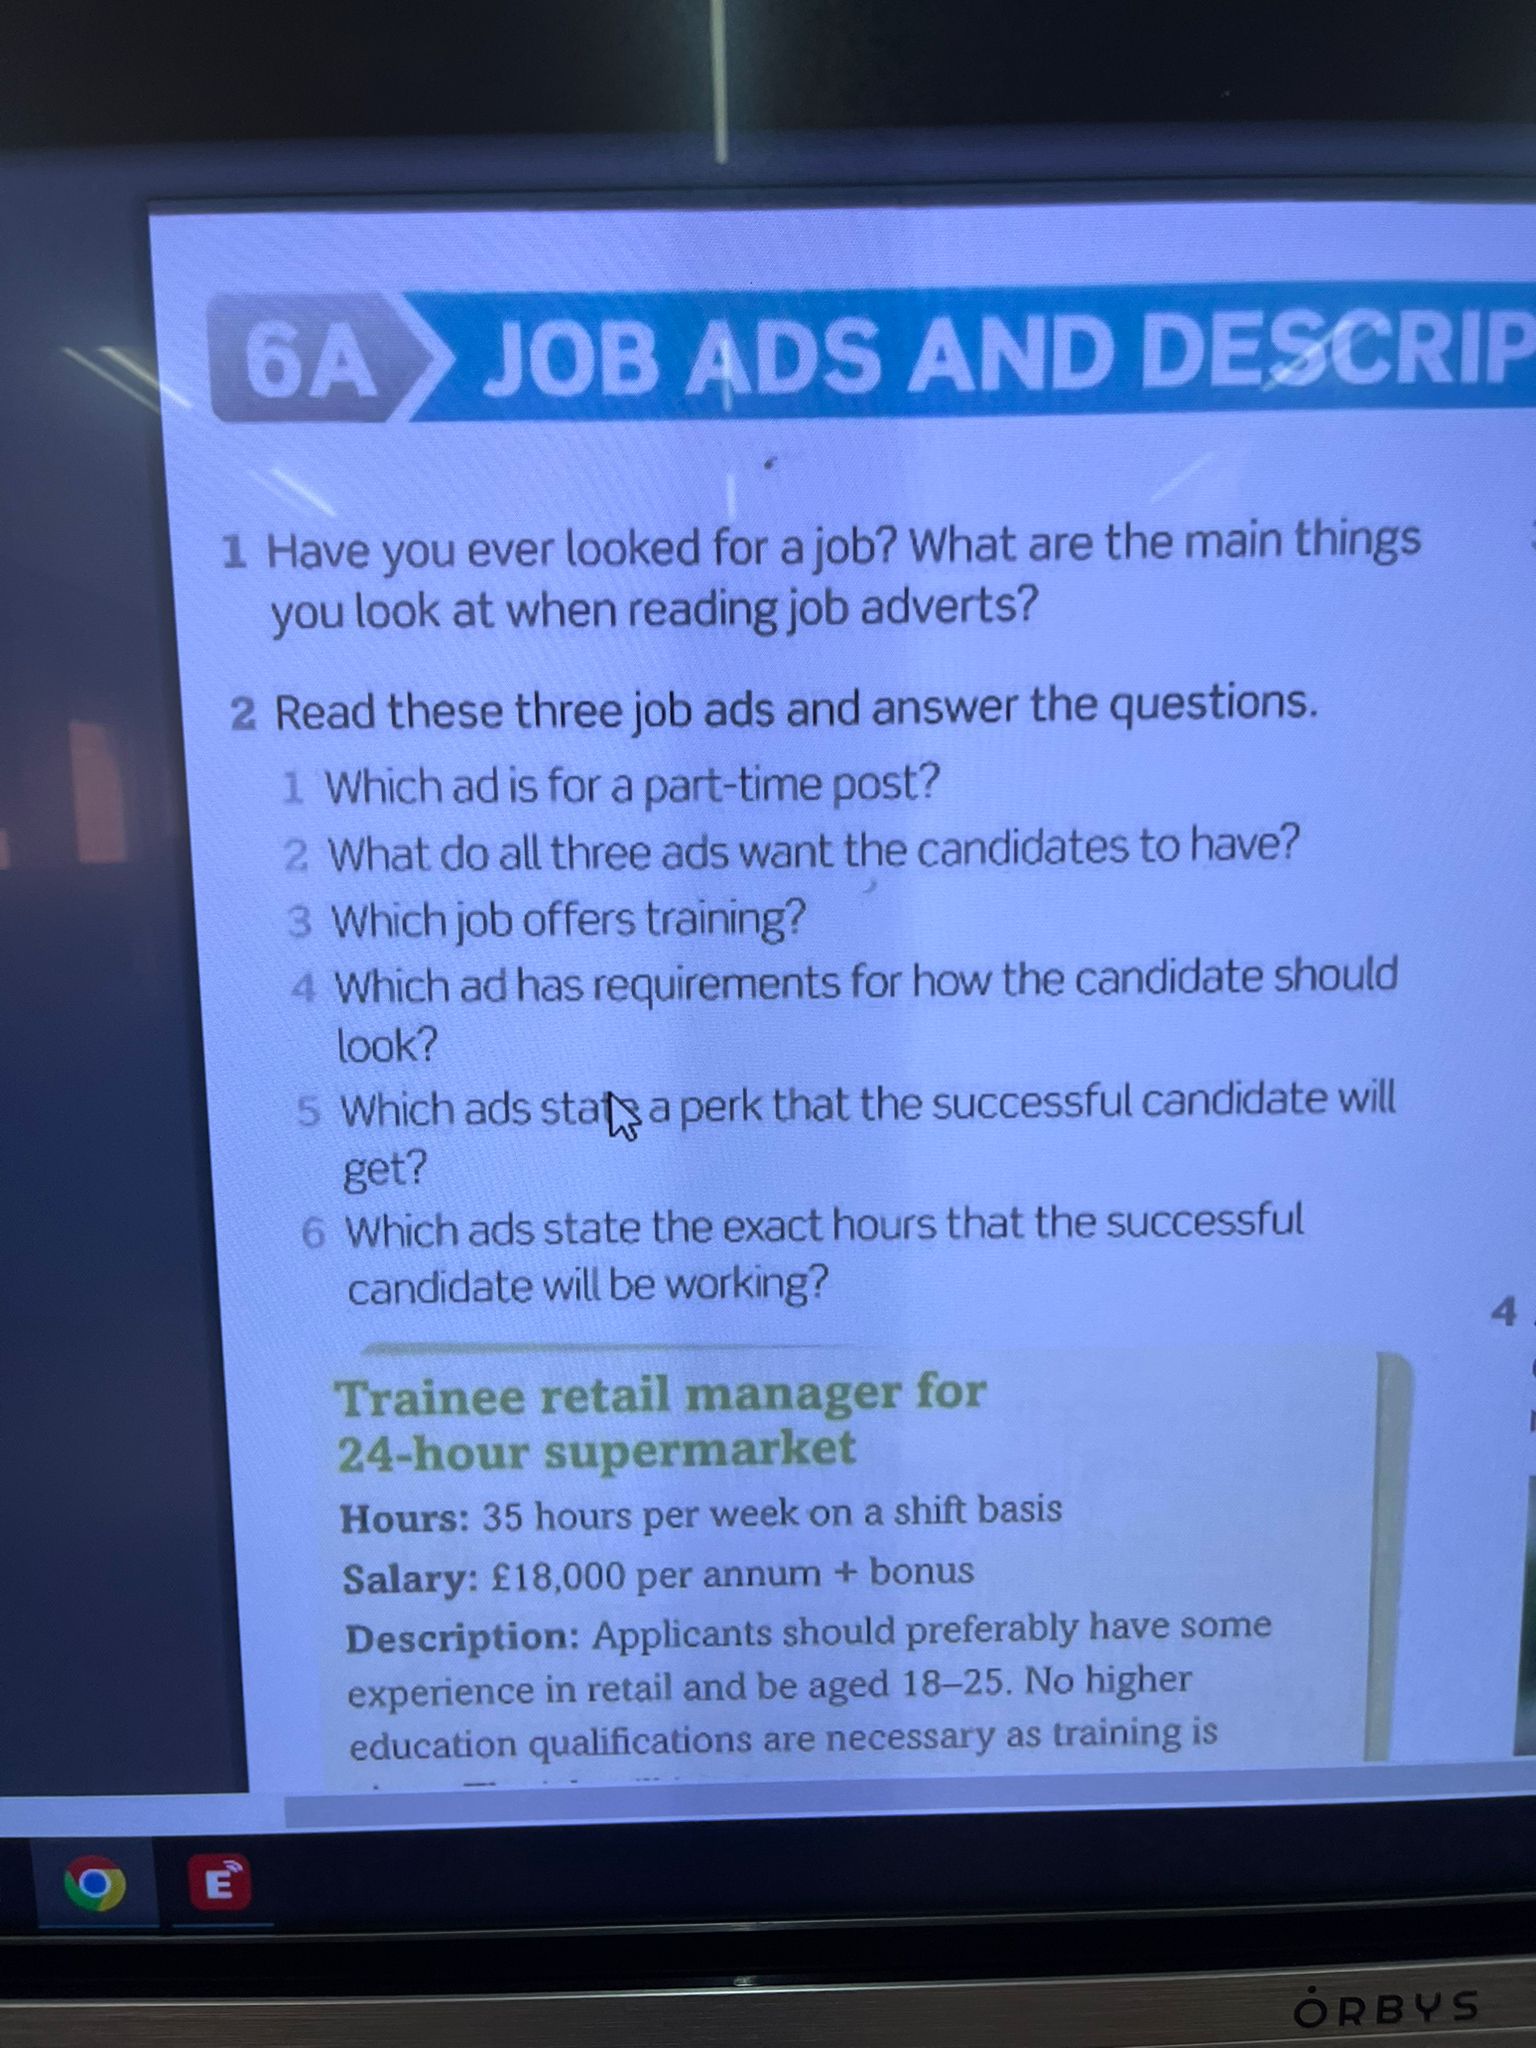 6A JOB ADS AND DESCRIP
1 Have you ever looked for a job? What are the main things
you look at when reading job adverts?
2 Read these three job ads and answer the questions.
1 Which ad is for a part-time post?
2 What do all three ads want the candidates to have?
3 Which job offers training?
4 Which ad has requirements for how the candidate should
look?
5 Which ads state a perk that the successful candidate will
get?
6 Which ads state the exact hours that the successful
candidate will be working?
4
Trainee retail manager for
24-hour supermarket
Hours: 35 hours per week on a shift basis
Salary: £18,000 per annum + bonus
Description: Applicants should preferably have some
experience in retail and be aged 18–25. No higher
education qualifications are necessary as training is
E
ÓRBYS